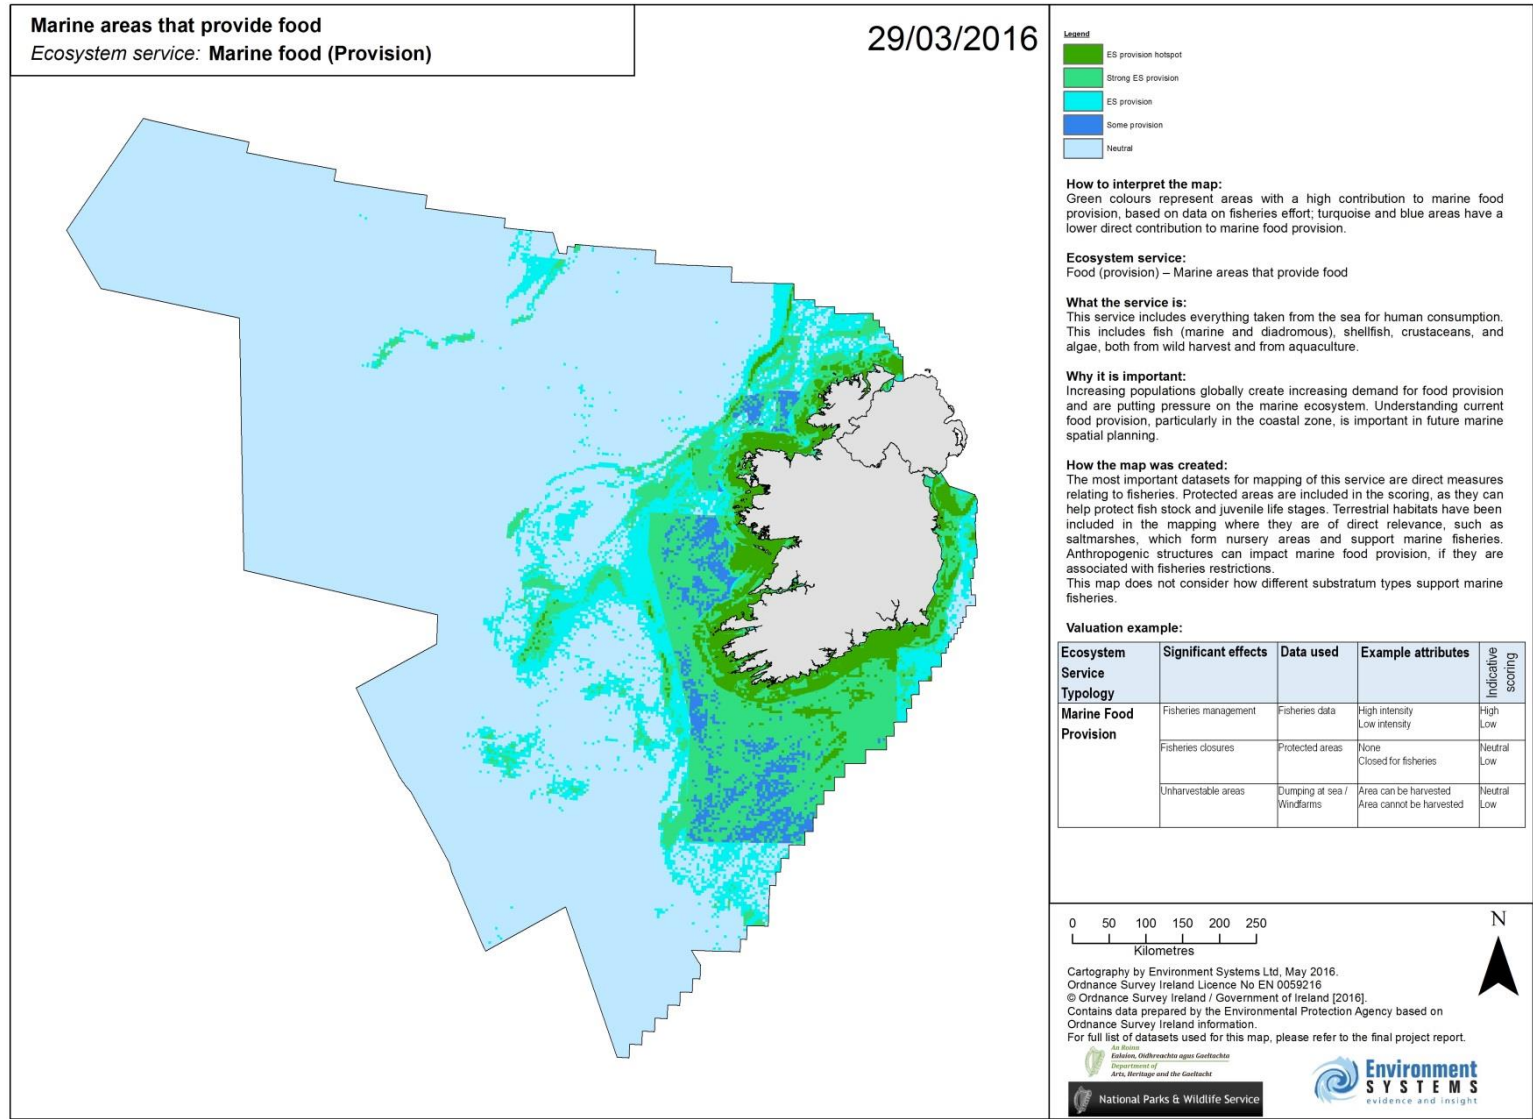 Marine areas that provide food
Ecosystem service: Marine food (Provision)
29/03/2016
Legend
ES provision hotspot
Strong ES provision
ES provision
Some provision
Neutral
How to interpret the map:
Green colours represent areas with a high contribution to marine food
provision, based on data on fisheries effort; turquoise and blue areas have a
lower direct contribution to marine food provision.
Ecosystem service:
Food (provision) – Marine areas that provide food
What the service is:
This service includes everything taken from the sea for human consumption.
This includes fish (marine and diadromous), shellfish, crustaceans, and
algae, both from wild harvest and from aquaculture.
Why it is important:
Increasing populations globally create increasing demand for food provision
and are putting pressure on the marine ecosystem. Understanding current
food provision, particularly in the coastal zone, is important in future marine
spatial planning.
How the map was created:
The most important datasets for mapping of this service are direct measures
relating to fisheries. Protected areas are included in the scoring, as they can
help protect fish stock and juvenile life stages. Terrestrial habitats have been
included in the mapping where they are of direct relevance, such as
saltmarshes, which form nursery areas and support marine fisheries.
Anthropogenic structures can impact marine food provision, if they are
associated with fisheries restrictions.
This map does not consider how different substratum types support marine
fisheries.
Valuation example:
Ecosystem Service Typology
Significant effects
Data used
Example attributes
Indicative scoring
Marine Food Provision
Fisheries management
Fisheries data
High intensity
Low intensity
High
Low
Fisheries closures
Protected areas
None
Closed for fisheries
Neutral
Low
Unharvestable areas
Dumping at sea /
Windfarms
Area can be harvested
Area cannot be harvested
Neutral
Low
0 50 100 150 200 250
Kilometres
N
Cartography by Environment Systems Ltd, May 2016.
Ordnance Survey Ireland Licence No EN 0059216
© Ordnance Survey Ireland / Government of Ireland [2016].
Contains data prepared by the Environmental Protection Agency based on
Ordnance Survey Ireland information.
For full list of datasets used for this map, please refer to the final project report.
An Roinn
Ealaíon, Oidhreachta agus Gaeltachta
Department of
Arts, Heritage and the Gaeltacht
National Parks & Wildlife Service
Environment
SYSTEMS
evidence and insight